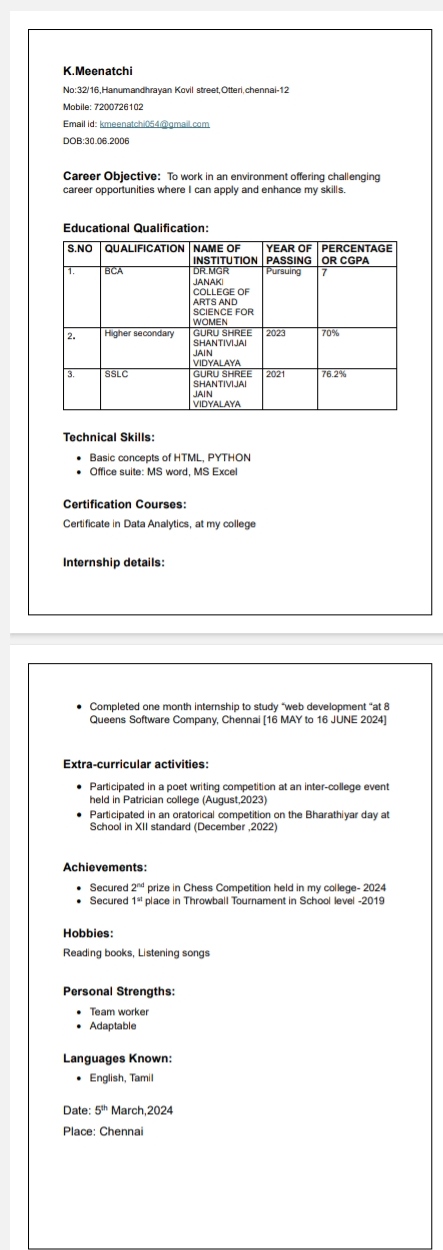 K.Meenatchi
No:32/16,Hanumandhrayan Kovil street,Otteri,chennai-12
Mobile: 7200726102
Email id: kmeenatchi054@gmail.com
DOB:30.06.2006
Career Objective: To work in an environment offering challenging
career opportunities where I can apply and enhance my skills.
Educational Qualification:
S.NO QUALIFICATION NAME OF INSTITUTION YEAR OF PASSING PERCENTAGE OR CGPA
1. BCA DR.MGR JANAKI COLLEGE OF ARTS AND SCIENCE FOR WOMEN Pursuing 7
2. Higher secondary GURU SHREE SHANTIVIJAI JAIN VIDYALAYA 2023 70%
3. SSLC GURU SHREE SHANTIVIJAI JAIN VIDYALAYA 2021 76.2%
Technical Skills:
• Basic concepts of HTML, PYTHON
• Office suite: MS word, MS Excel
Certification Courses:
Certificate in Data Analytics, at my college
Internship details:
• Completed one month internship to study “web development “at 8
Queens Software Company, Chennai [16 MAY to 16 JUNE 2024]
Extra-curricular activities:
• Participated in a poet writing competition at an inter-college event
held in Patrician college (August,2023)
• Participated in an oratorical competition on the Bharathiyar day at
School in XII standard (December ,2022)
Achievements:
• Secured 2nd prize in Chess Competition held in my college- 2024
• Secured 1st place in Throwball Tournament in School level -2019
Hobbies:
Reading books, Listening songs
Personal Strengths:
• Team worker
• Adaptable
Languages Known:
• English, Tamil
Date: 5th March,2024
Place: Chennai